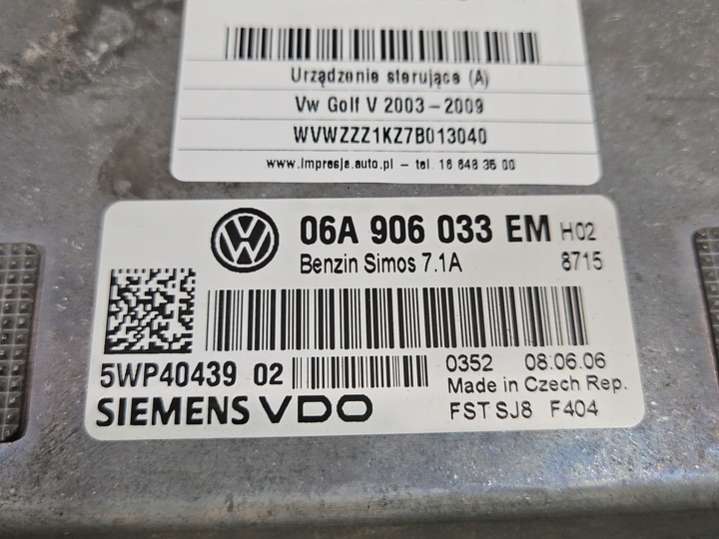 Urządzenie sterujące (A)
Vw Golf V 2003-2009
WVWZZZ1KZ7B013040
www.impresja.auto.pl - tel. 16 648 35 00
06A 906 033 EM H02
Benzin Simos 7.1A 8715
5WP40439 02 0352 08.06.06
Made in Czech Rep.
SIEMENS VDO FST SJ8 F404